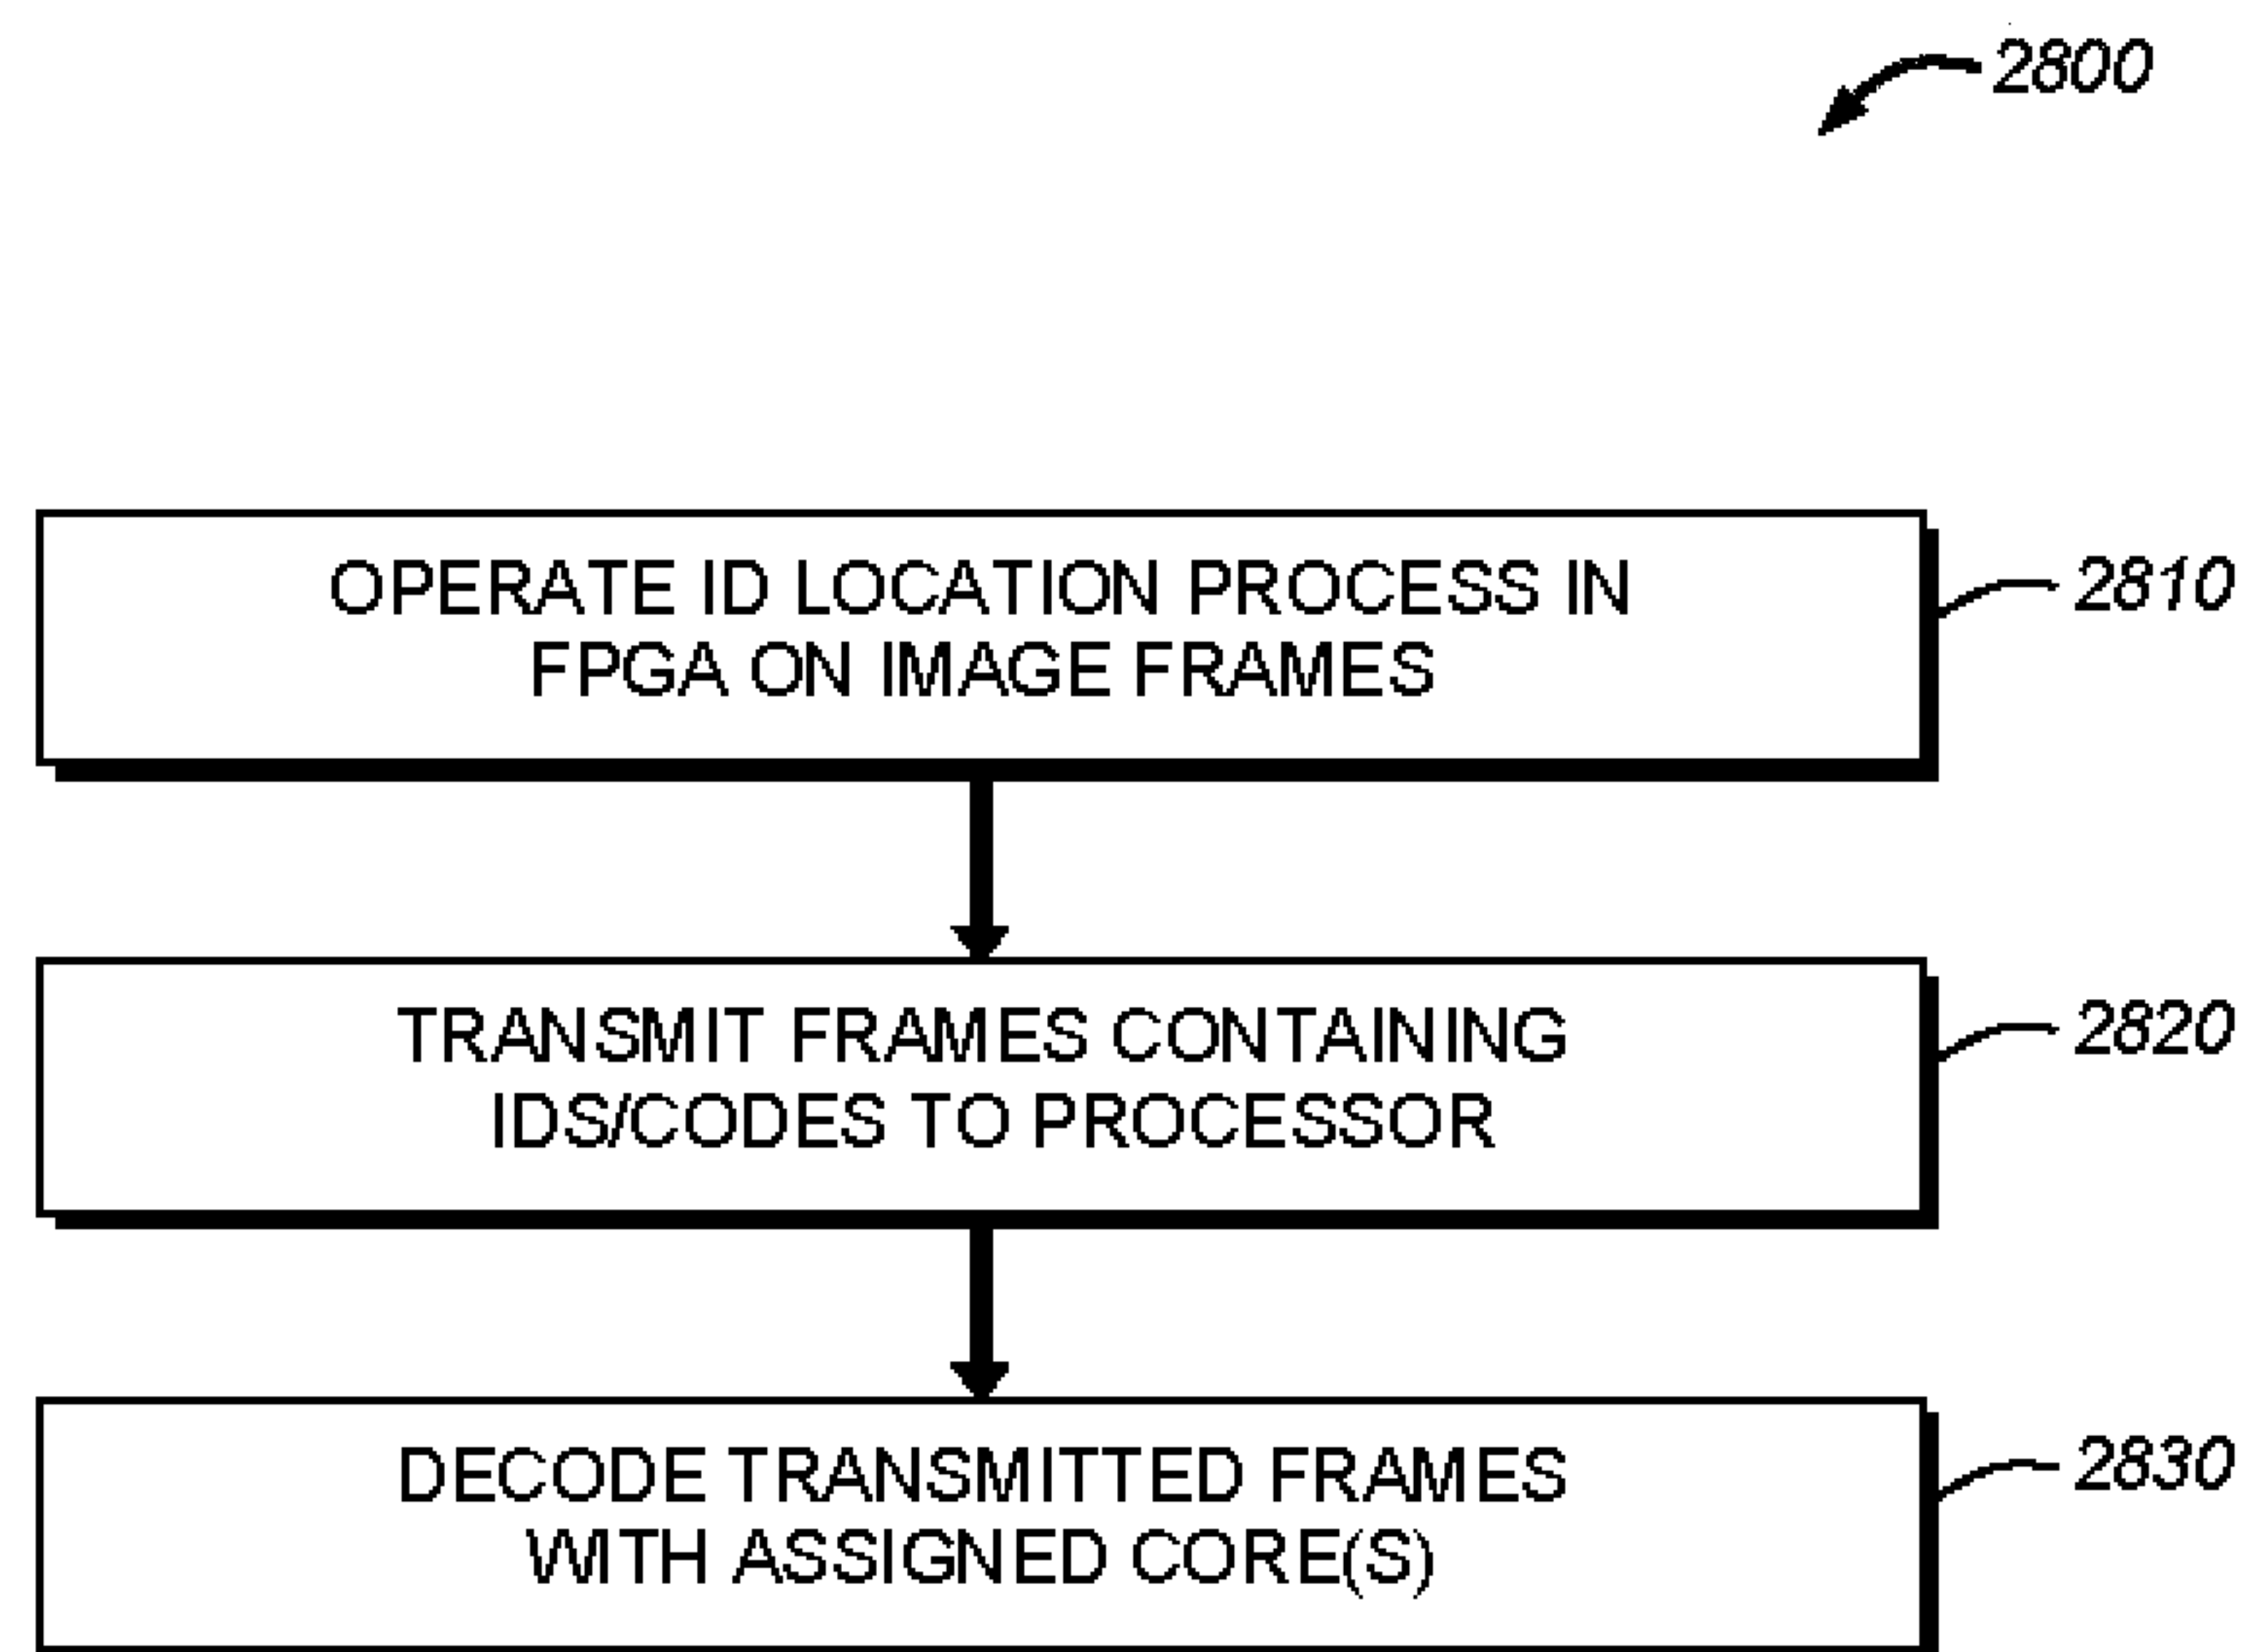 2800
OPERATE ID LOCATION PROCESS IN
FPGA ON IMAGE FRAMES
2810
TRANSMIT FRAMES CONTAINING
IDS/CODES TO PROCESSOR
2820
DECODE TRANSMITTED FRAMES
WITH ASSIGNED CORE(S)
2830